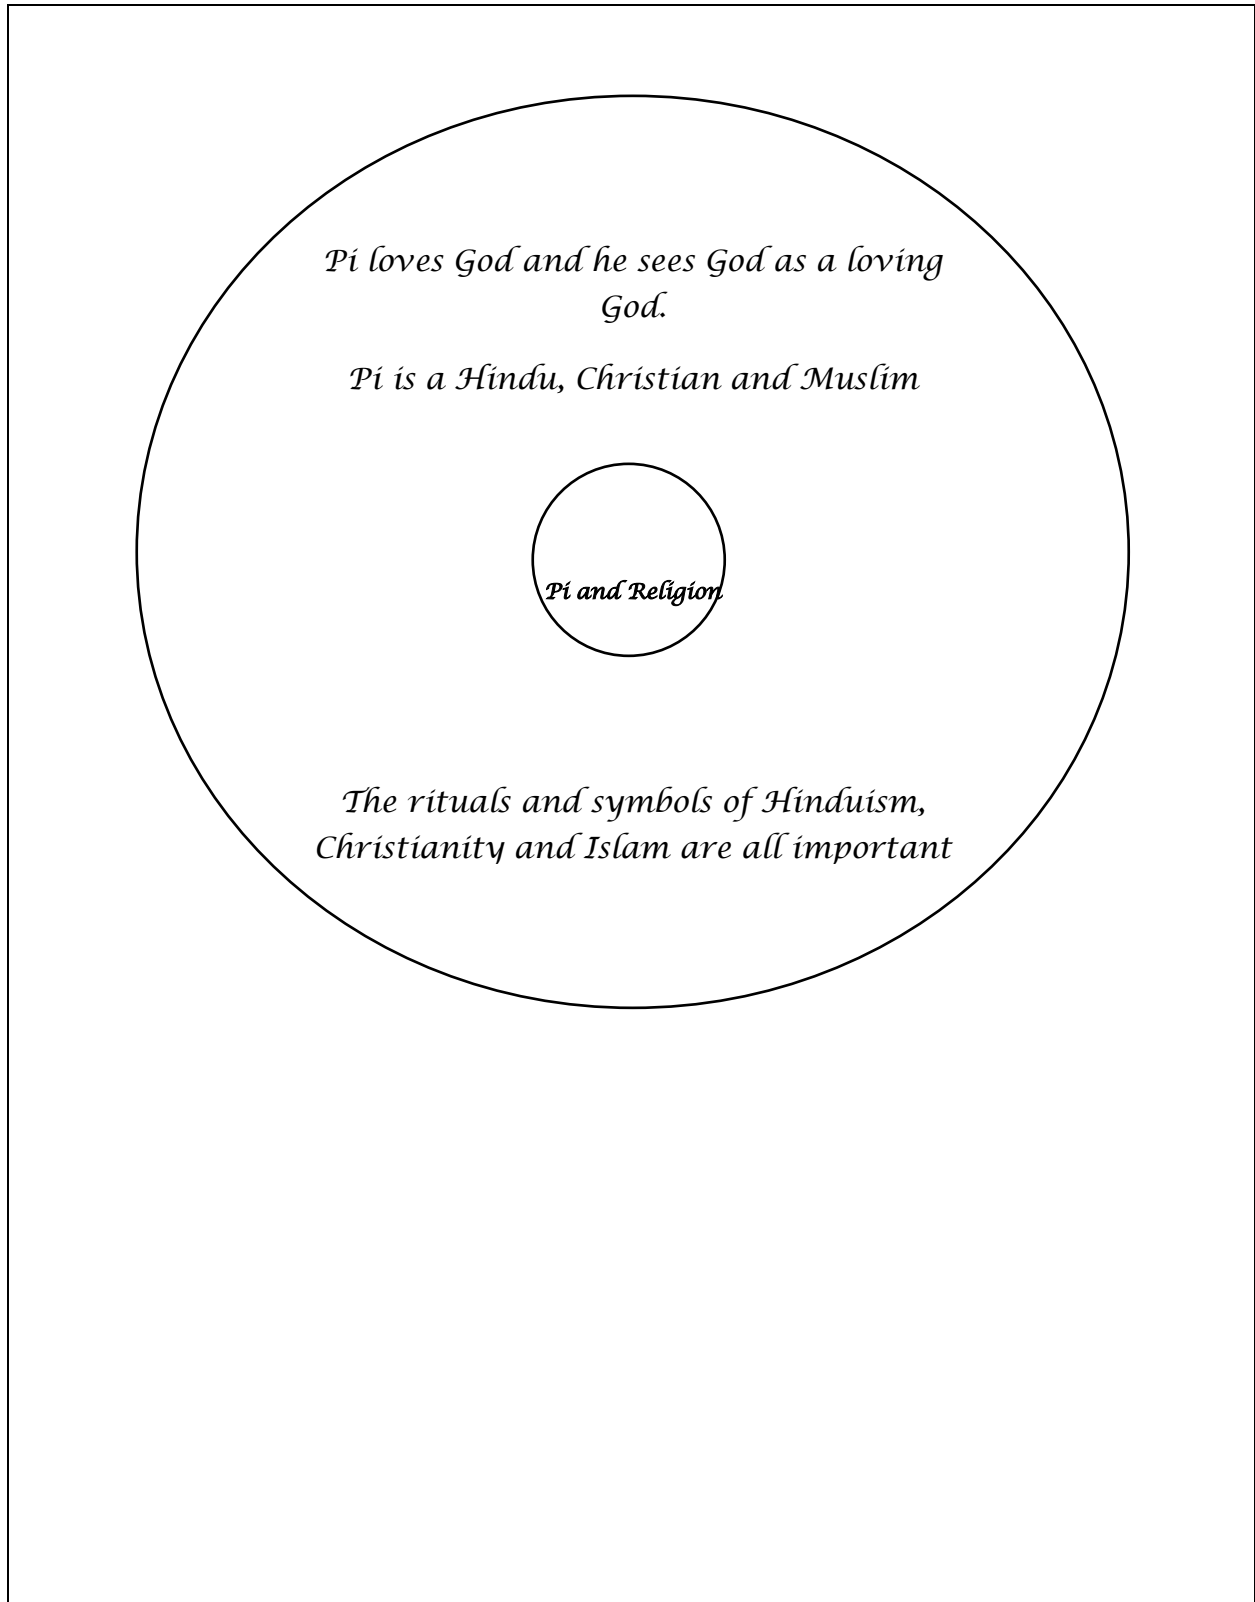 Pi loves God and he sees God as a loving
God.
Pi is a Hindu, Christian and Muslim
Pi and Religion
The rituals and symbols of Hinduism,
Christianity and Islam are all important